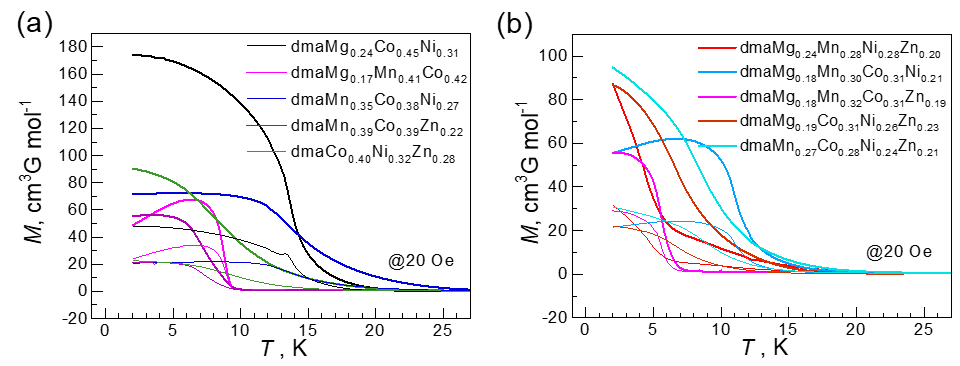 (a)
180
160
140
120
100
80
60
40
20
0
-20
M, cm³G mol⁻¹
dmaMg₀.₂₄Co₀.₄₅Ni₀.₃₁
dmaMg₀.₁₇Mn₀.₄₁Co₀.₄₂
dmaMn₀.₃₅Co₀.₃₈Ni₀.₂₇
dmaMn₀.₃₉Co₀.₃₉Zn₀.₂₂
dmaCo₀.₄₀Ni₀.₃₂Zn₀.₂₈
@20 Oe
0 5 10 15 20 25
T , K
(b)
100
80
60
40
20
0
-20
M, cm³G mol⁻¹
dmaMg₀.₂₄Mn₀.₂₈Ni₀.₂₈Zn₀.₂₀
dmaMg₀.₁₈Mn₀.₃₀Co₀.₃₁Ni₀.₂₁
dmaMg₀.₁₈Mn₀.₃₂Co₀.₃₁Zn₀.₁₉
dmaMg₀.₁₉Co₀.₃₁Ni₀.₂₆Zn₀.₂₃
dmaMn₀.₂₇Co₀.₂₈Ni₀.₂₄Zn₀.₂₁
@20 Oe
0 5 10 15 20 25
T , K